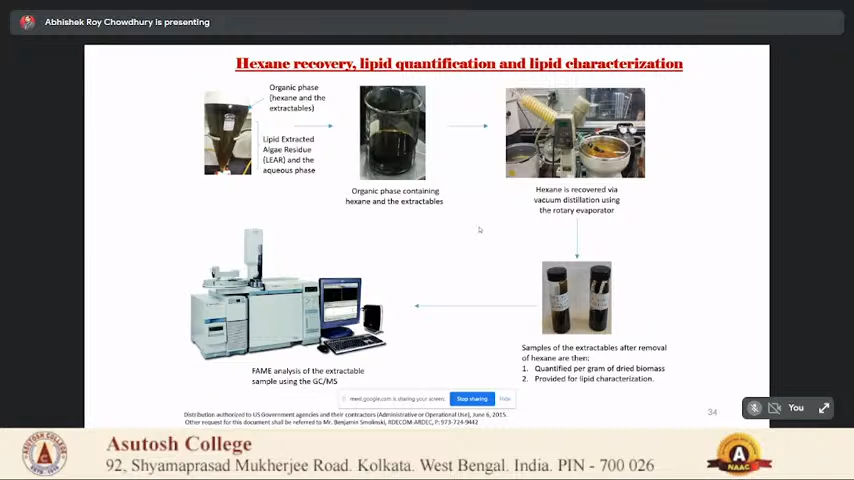 Abhishek Roy Chowdhury is presenting
Hexane recovery, lipid quantification and lipid characterization
Organic phase
(hexane and the
extractables)
Lipid Extracted
Algae Residue
(LEAR) and the
aqueous phase
Organic phase containing
hexane and the extractables
Hexane is recovered via
vacuum distillation using
the rotary evaporator
Samples of the extractables after removal
of hexane are then:
1. Quantified per gram of dried biomass
2. Provided for lipid characterization.
FAME analysis of the extractable
sample using the GC/MS
meet.google.com is sharing your screen.
Stop sharing
Hide
Distribution authorized to US Government agencies and their contractors (Administrative or Operational Use), June 6, 2015.
Other request for this document shall be referred to Mr. Benjamin Smolinski, RDECOM-ARDEC, P: 973-724-9442
34
You
Asutosh College
92, Shyamaprasad Mukherjee Road. Kolkata. West Bengal. India. PIN - 700 026
A
NAAC